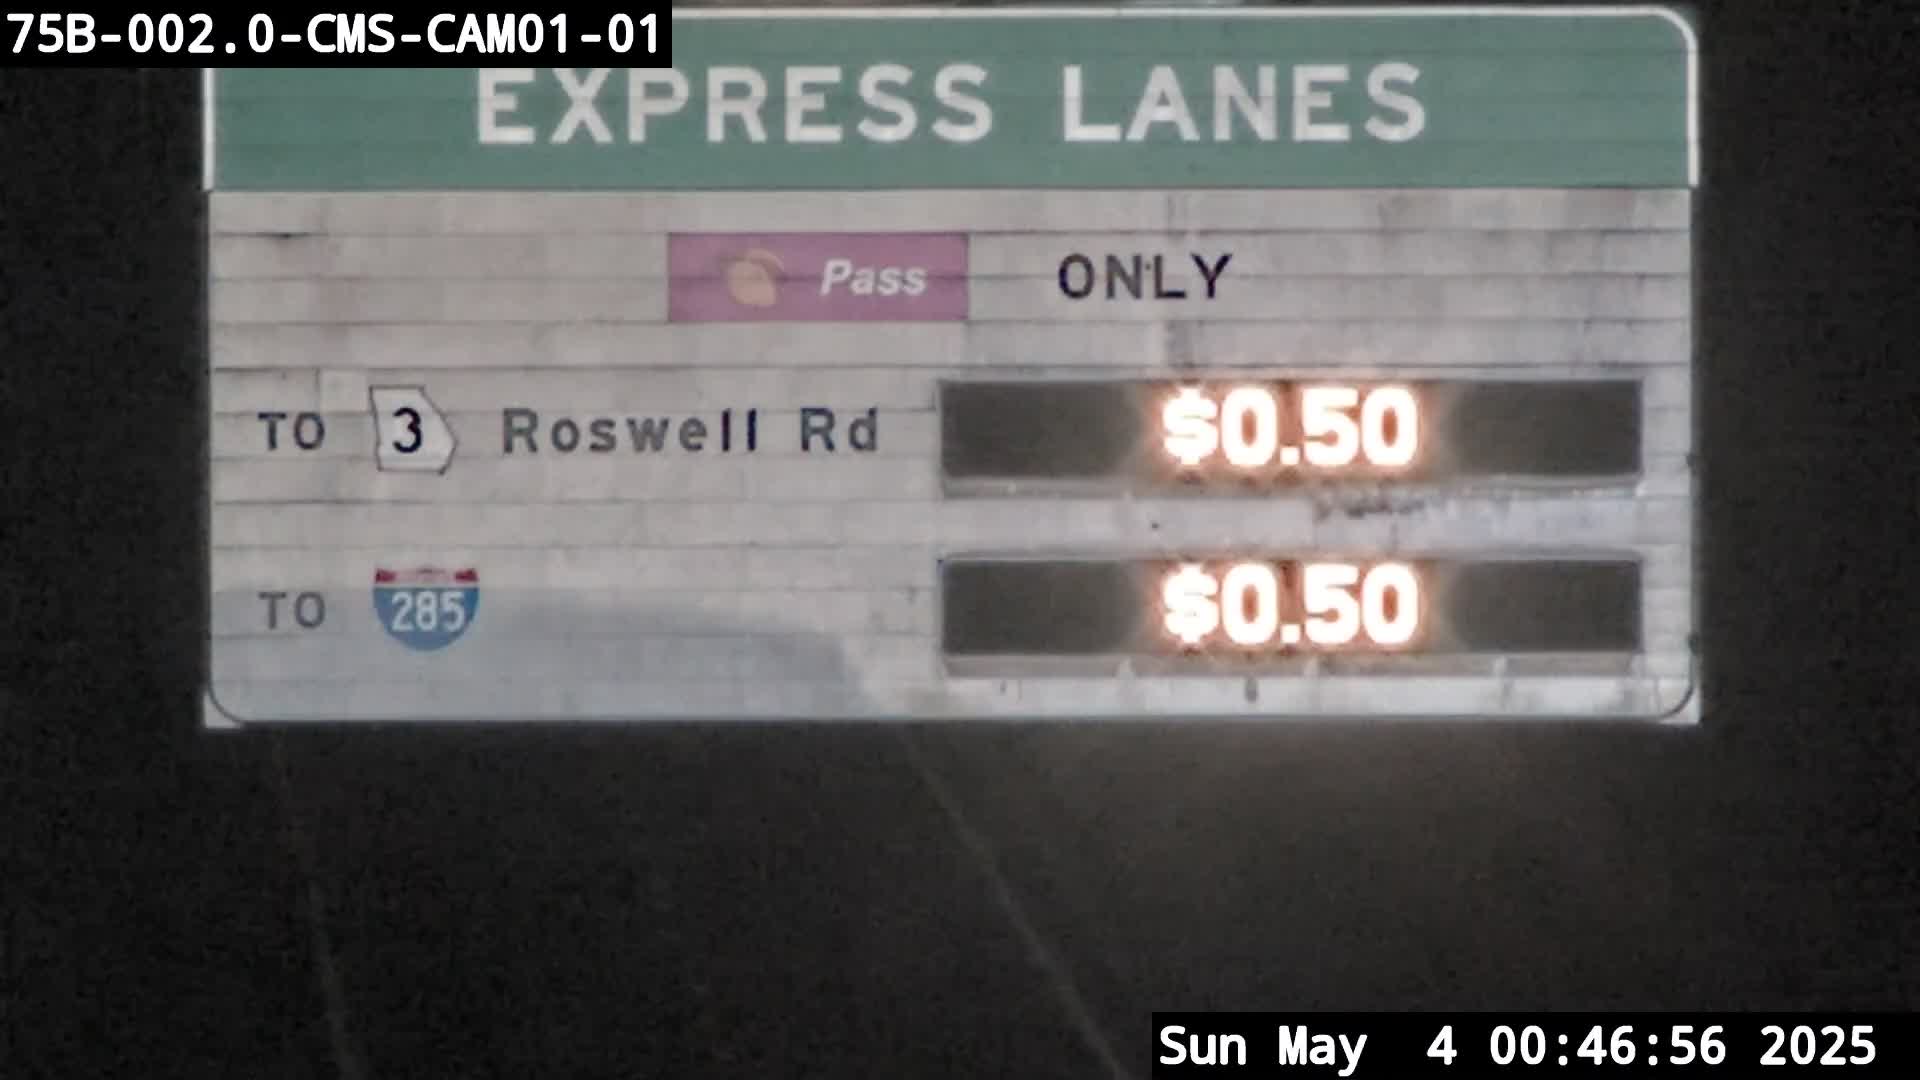 75B-002.0-CMS-CAM01-01
EXPRESS LANES
Pass ONLY
TO 3 Roswell Rd $0.50
TO 285 $0.50
Sun May 4 00:46:56 2025